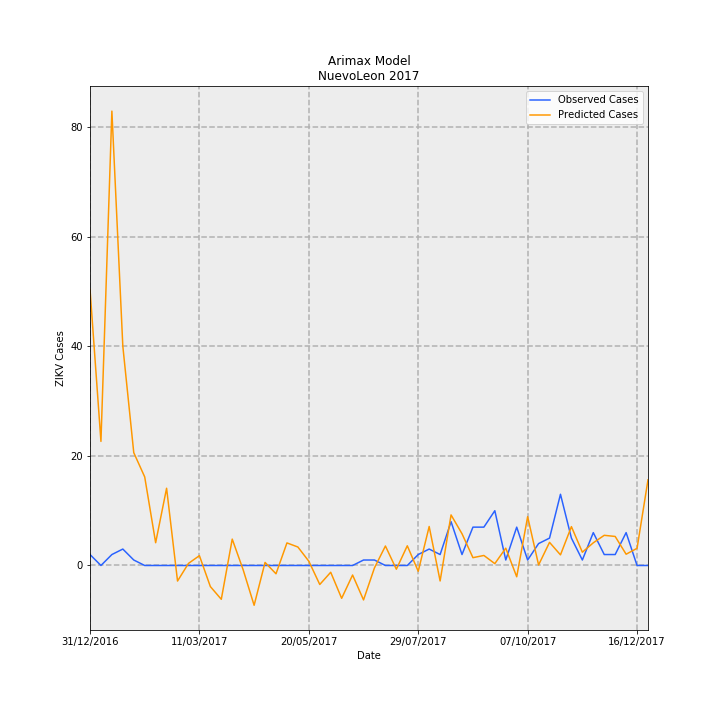 Arimax Model
NuevoLeon 2017
Observed Cases
Predicted Cases
80
60
40
20
0
ZIKV Cases
31/12/2016 11/03/2017 20/05/2017 29/07/2017 07/10/2017 16/12/2017
Date